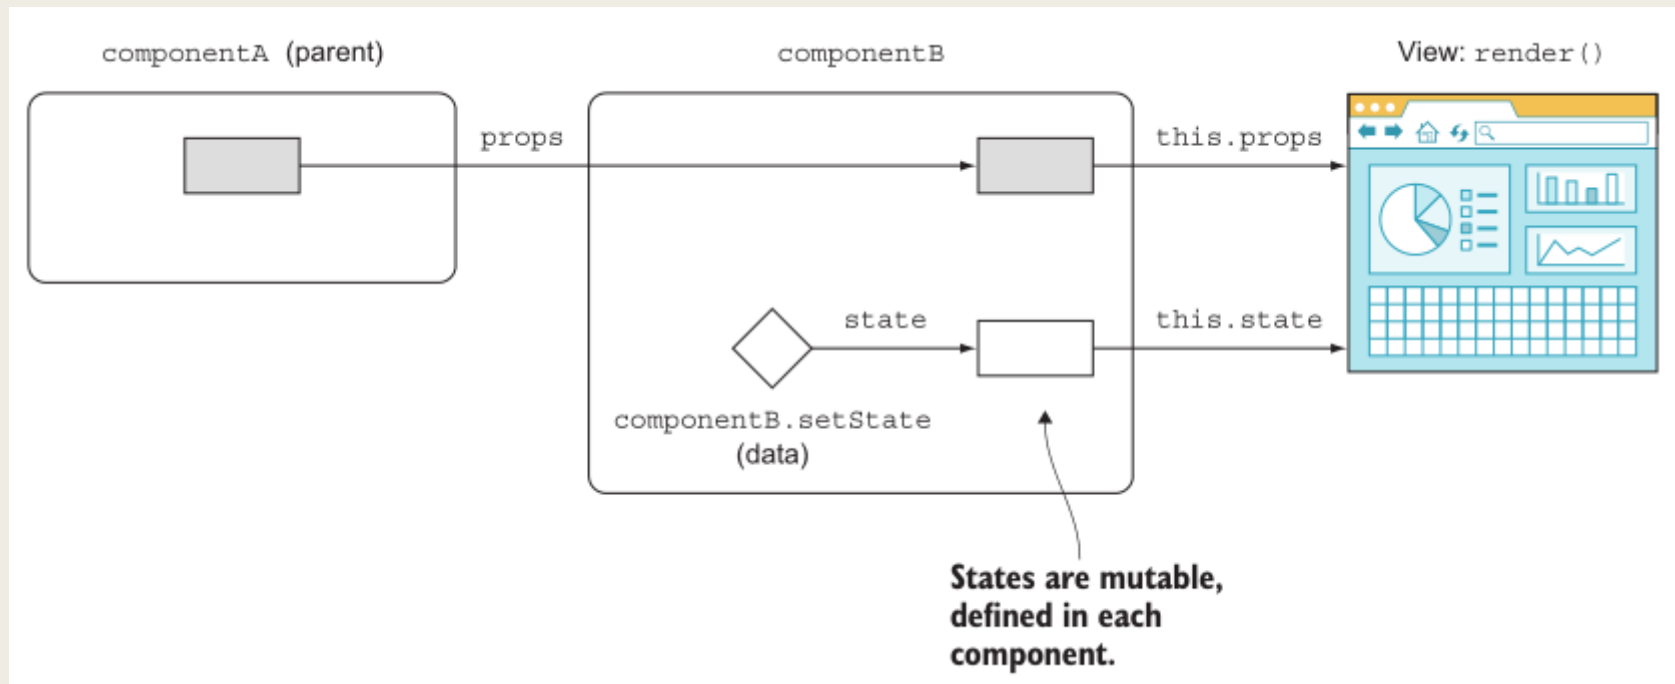 componentA (parent)
componentB
View: render()
props
this.props
state
this.state
componentB.setState
(data)
States are mutable,
defined in each
component.